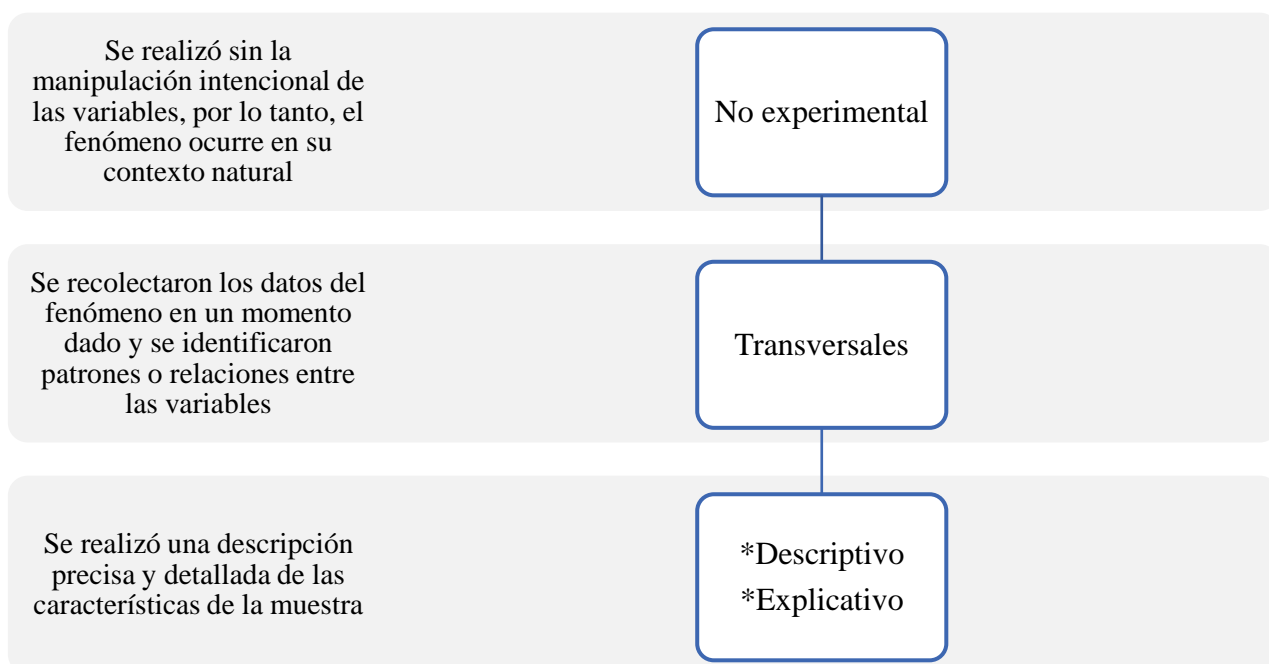 Se realizó sin la
manipulación intencional de
las variables, por lo tanto, el
fenómeno ocurre en su
contexto natural
No experimental
Se recolectaron los datos del
fenómeno en un momento
dado y se identificaron
patrones o relaciones entre
las variables
Transversales
Se realizó una descripción
precisa y detallada de las
características de la muestra
*Descriptivo
*Explicativo